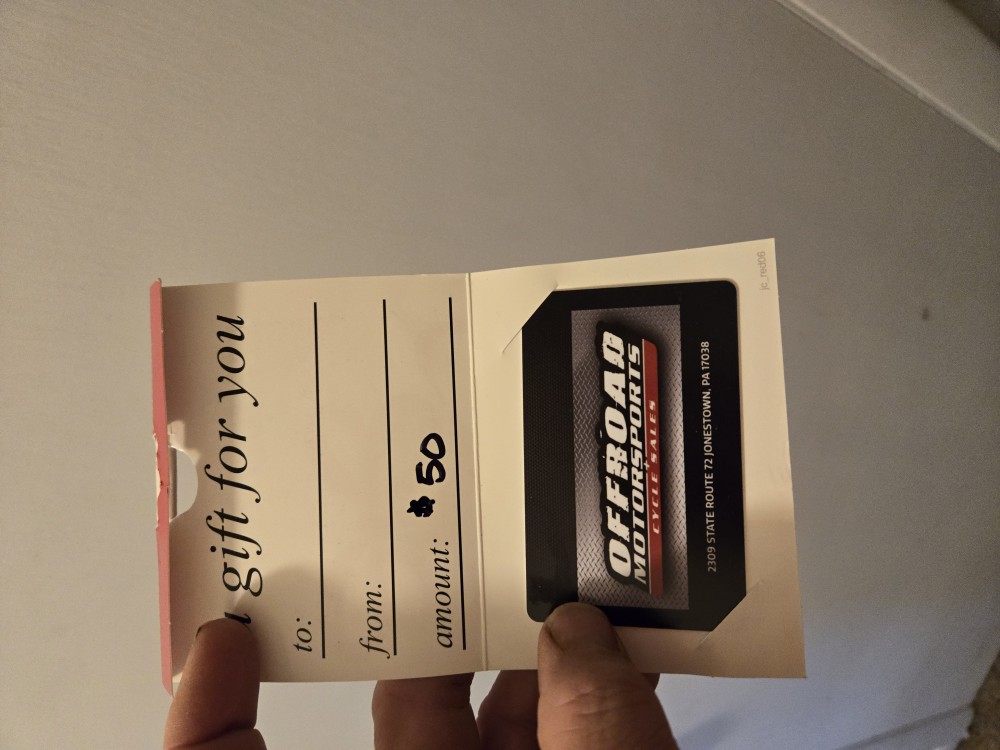 a gift for you
to:
from:
amount: $50
OFFROAD
MOTORSPORTS
CYCLE SALES
2309 STATE ROUTE 72 JONESTOWN, PA 17038
jc_red06